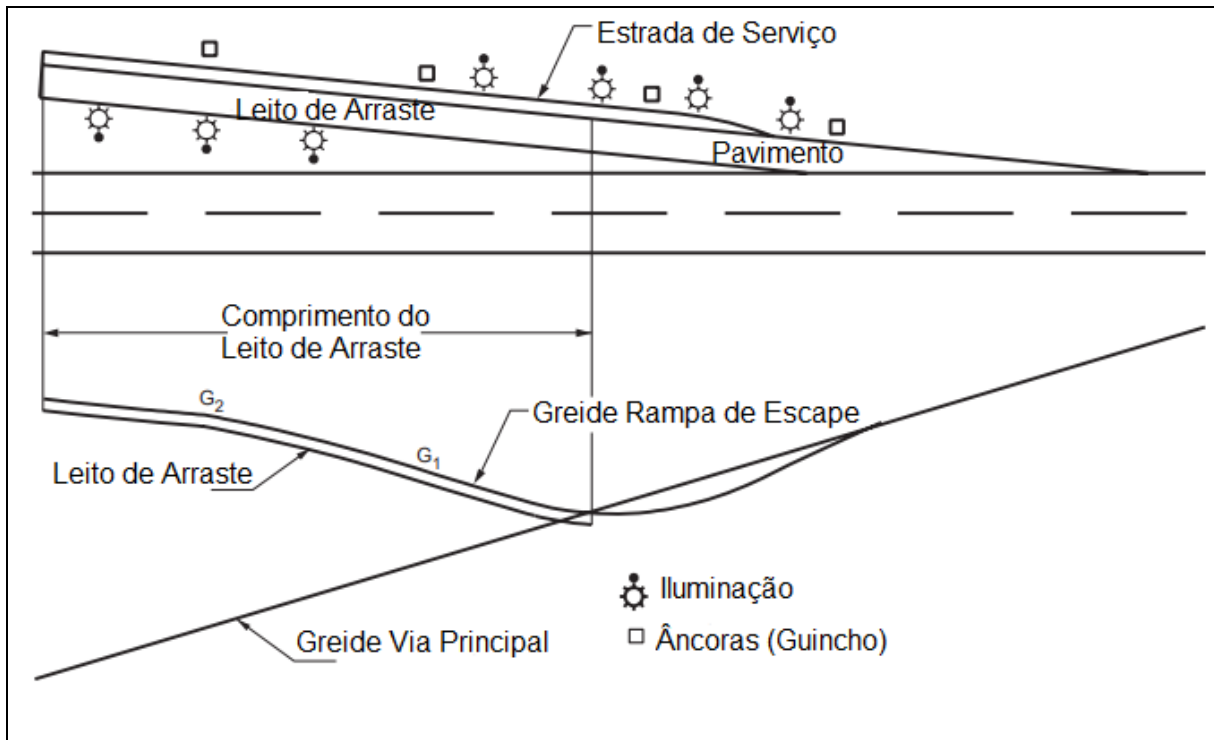 Estrada de Serviço
Leito de Arraste
Pavimento
Comprimento do
Leito de Arraste
G2
Greide Rampa de Escape
G1
Leito de Arraste
Iluminação
Greide Via Principal
Âncoras (Guincho)